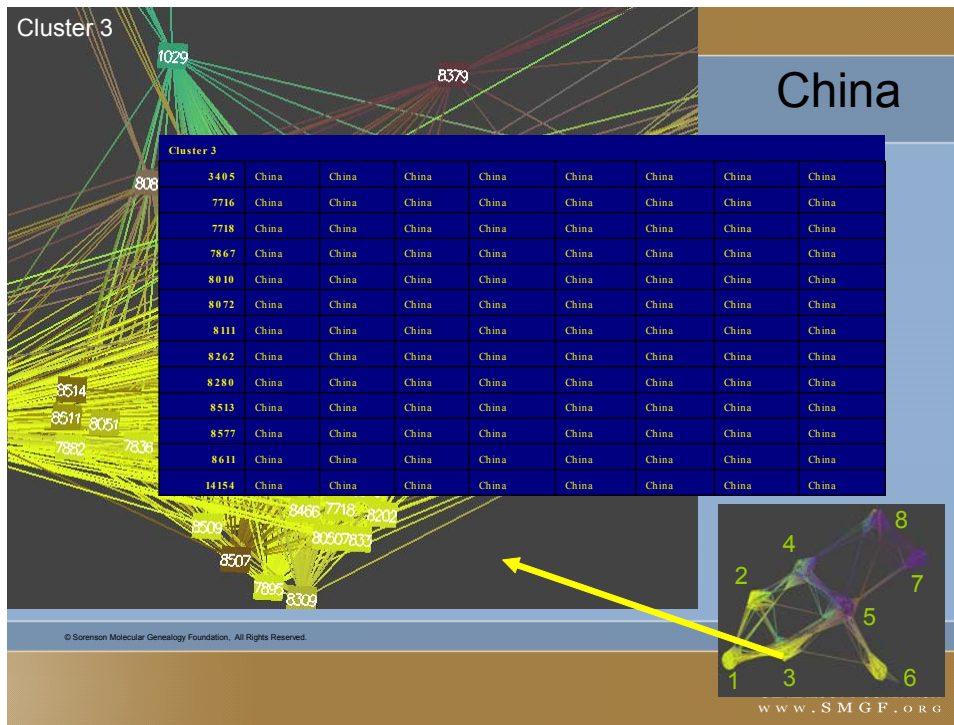 Cluster 3
China
1029
8379
808
Cluster 3
3405 China China China China China China China China
7716 China China China China China China China China
7718 China China China China China China China China
7867 China China China China China China China China
8010 China China China China China China China China
8072 China China China China China China China China
8111 China China China China China China China China
8262 China China China China China China China China
8280 China China China China China China China China
8513 China China China China China China China China
8577 China China China China China China China China
8611 China China China China China China China China
14154 China China China China China China China China
8514
8511 8051
7882 7836
8466 7718 8202
8509
8050 7833
8507
7895
8309
8
4
2
7
5
1 3 6
© Sorenson Molecular Genealogy Foundation, All Rights Reserved.
WWW.SMGF.ORG